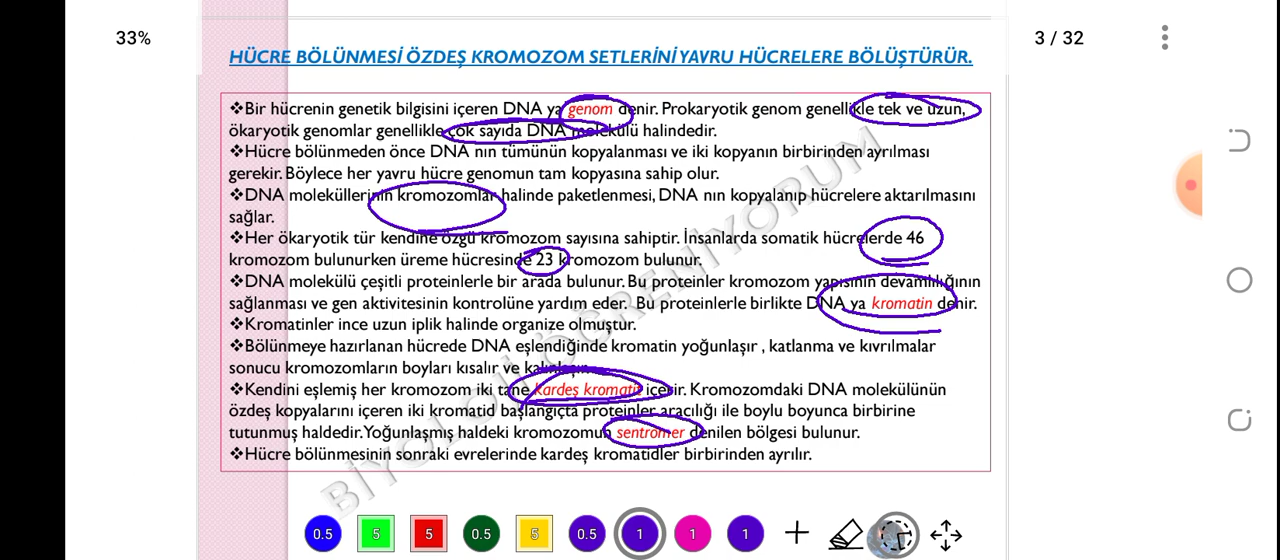 33%
3 / 32
HÜCRE BÖLÜNMESİ ÖZDEŞ KROMOZOM SETLERİNİ YAVRU HÜCRELERE BÖLÜŞTÜRÜR.
❖Bir hücrenin genetik bilgisini içeren DNA ya genom denir. Prokaryotik genom genellikle tek ve uzun,
ökaryotik genomlar genellikle çok sayıda DNA molekülü halindedir.
❖Hücre bölünmeden önce DNA nın tümünün kopyalanması ve iki kopyanın birbirinden ayrılması
gerekir. Böylece her yavru hücre genomun tam kopyasına sahip olur.
❖DNA moleküllerinin kromozomlar halinde paketlenmesi, DNA nın kopyalanıp hücrelere aktarılmasını
sağlar.
❖Her ökaryotik tür kendine özgü kromozom sayısına sahiptir. İnsanlarda somatik hücrelerde 46
kromozom bulunurken üreme hücresinde 23 kromozom bulunur.
❖DNA molekülü çeşitli proteinlerle bir arada bulunur. Bu proteinler kromozom yapısının devamlılığının
sağlanması ve gen aktivitesinin kontrolüne yardım eder. Bu proteinlerle birlikte DNA ya kromatin denir.
❖Kromatinler ince uzun iplik halinde organize olmuştur.
❖Bölünmeye hazırlanan hücrede DNA eşlendiğinde kromatin yoğunlaşır , katlanma ve kıvrılmalar
sonucu kromozomların boyları kısalır ve kalınlaşır.
❖Kendini eşlemiş her kromozom iki tane kardeş kromatit içerir. Kromozomdaki DNA molekülünün
özdeş kopyalarını içeren iki kromatid başlangıçta proteinler aracılığı ile boylu boyunca birbirine
tutunmuş haldedir. Yoğunlaşmış haldeki kromozomun sentromer denilen bölgesi bulunur.
❖Hücre bölünmesinin sonraki evrelerinde kardeş kromatidler birbirinden ayrılır.
BİYOLOJİ ÖĞRENİYORUM
0.5 5 5 0.5 5 0.5 1 1 1